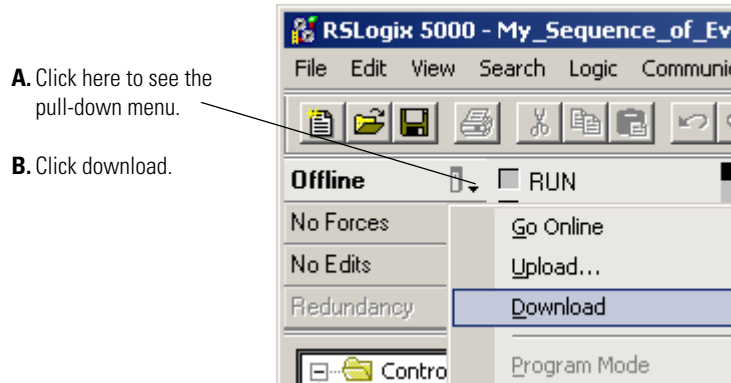 A. Click here to see the
pull-down menu.
B. Click download.
RSLogix 5000 - My_Sequence_of_Ev
File Edit View Search Logic Communi
Offline RUN
No Forces
No Edits
Redundancy
Go Online
Upload...
Download
Program Mode
Contro